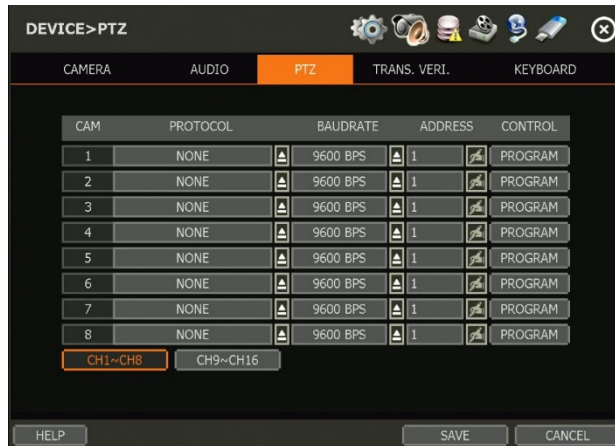 DEVICE>PTZ
CAMERA AUDIO PTZ TRANS. VERI. KEYBOARD
CAM PROTOCOL BAUDRATE ADDRESS CONTROL
1 NONE 9600 BPS 1 PROGRAM
2 NONE 9600 BPS 1 PROGRAM
3 NONE 9600 BPS 1 PROGRAM
4 NONE 9600 BPS 1 PROGRAM
5 NONE 9600 BPS 1 PROGRAM
6 NONE 9600 BPS 1 PROGRAM
7 NONE 9600 BPS 1 PROGRAM
8 NONE 9600 BPS 1 PROGRAM
CH1~CH8 CH9~CH16
HELP SAVE CANCEL